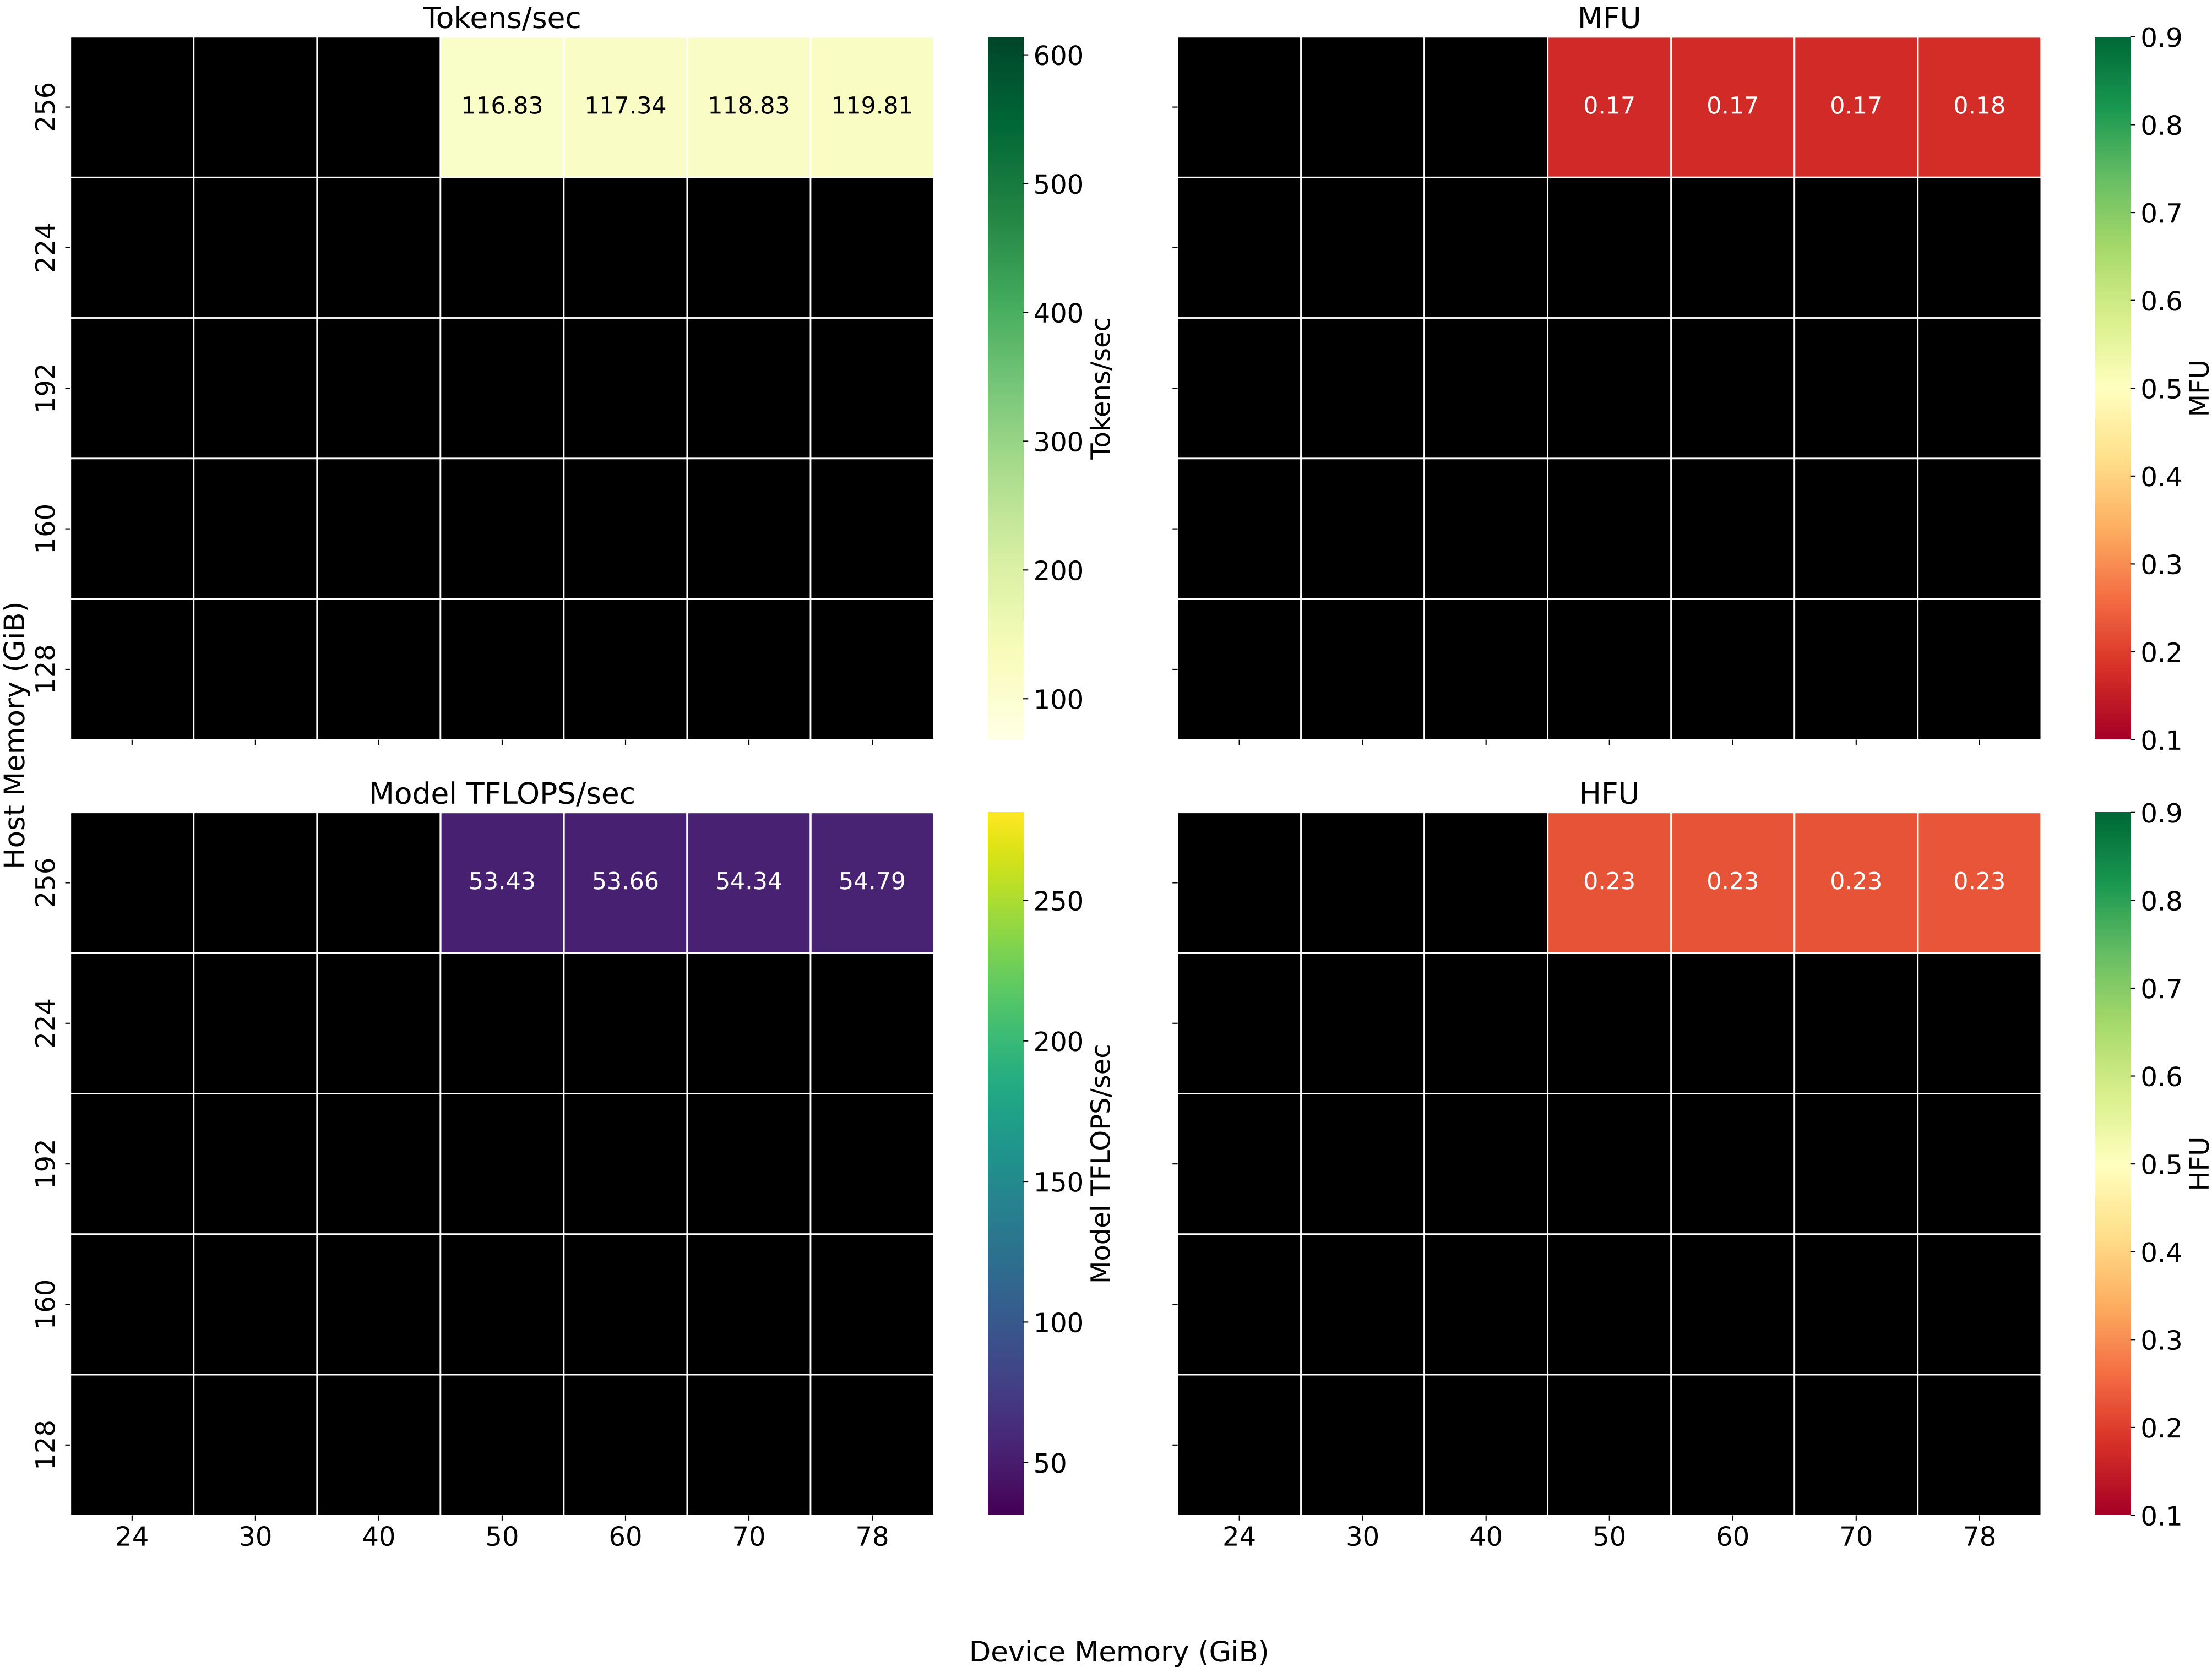 Tokens/sec
256
116.83 117.34 118.83 119.81
224
192
160
128
600
500
400
300
200
100
Tokens/sec
MFU
0.17 0.17 0.17 0.18
0.9
0.8
0.7
0.6
0.5
0.4
0.3
0.2
0.1
MFU
Host Memory (GiB)
Model TFLOPS/sec
256
53.43 53.66 54.34 54.79
224
192
160
128
24 30 40 50 60 70 78
250
200
150
100
50
Model TFLOPS/sec
HFU
0.23 0.23 0.23 0.23
24 30 40 50 60 70 78
0.9
0.8
0.7
0.6
0.5
0.4
0.3
0.2
0.1
HFU
Device Memory (GiB)